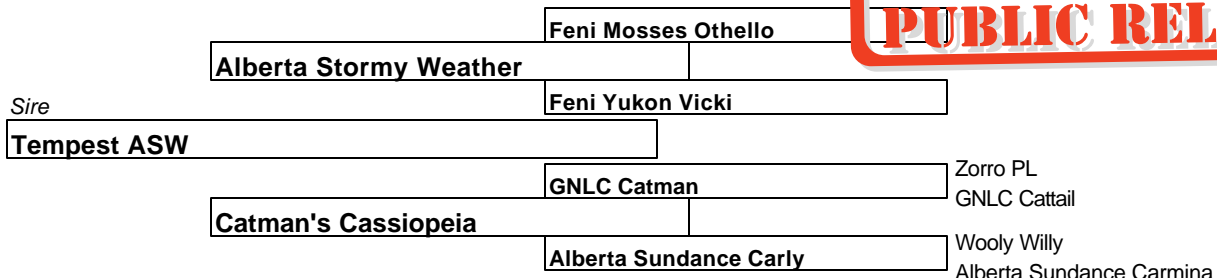 Feni Mosses Othello
PUBLIC
Alberta Stormy Weather
Feni Yukon Vicki
Sire
Tempest ASW
Zorro PL
GNLC Catman
GNLC Cattail
Catman's Cassiopeia
Wooly Willy
Alberta Sundance Carly
Alberta Sundance Carmina